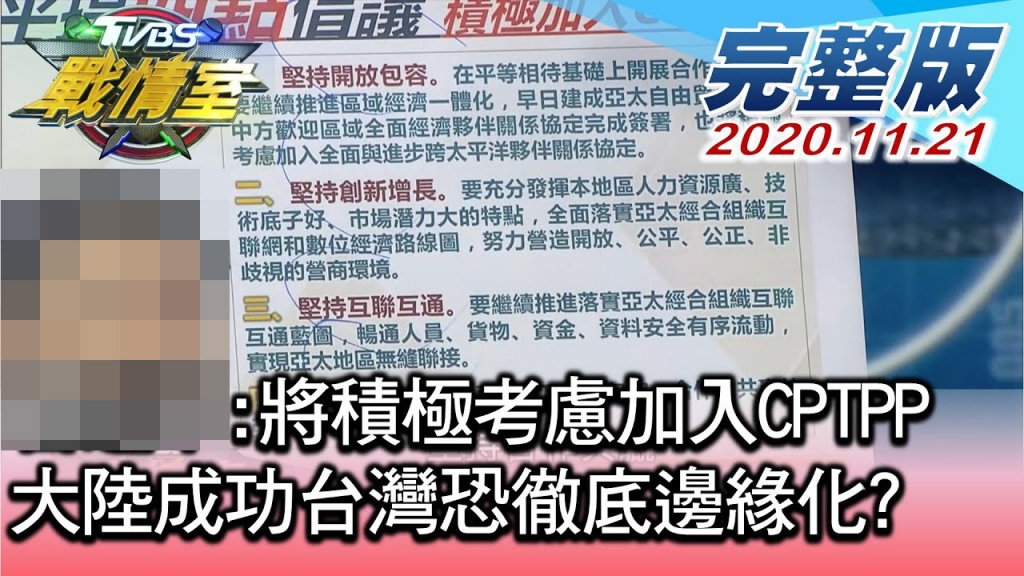 TVBS
戰情室
四點倡議 積極加入
完整版
2020.11.21
堅持開放包容。在平等相待基礎上開展合作
要繼續推進區域經濟一體化，早日建成亞太自由
中方歡迎區域全面經濟夥伴關係協定完成簽署，也將
考慮加入全面與進步跨太平洋夥伴關係協定。
二、堅持創新增長。要充分發揮本地區人力資源廣、技
術底子好、市場潛力大的特點，全面落實亞太經合組織互
聯網和數位經濟路線圖，努力營造開放、公平、公正、非
歧視的營商環境。
三、堅持互聯互通。要繼續推進落實亞太經合組織互聯
互通藍圖，暢通人員、貨物、資金、資料安全有序流動，
實現亞太地區無縫聯接。
:將積極考慮加入CPTPP
大陸成功台灣恐徹底邊緣化?